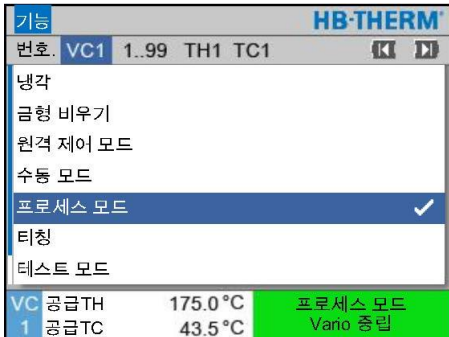 기능 HB-THERM®
번호. VC1 1..99 TH1 TC1
냉각
금형 비우기
원격 제어 모드
수동 모드
프로세스 모드
티칭
테스트 모드
VC 공급TH 175.0 °C 프로세스 모드
1 공급TC 43.5 °C Vario 중립